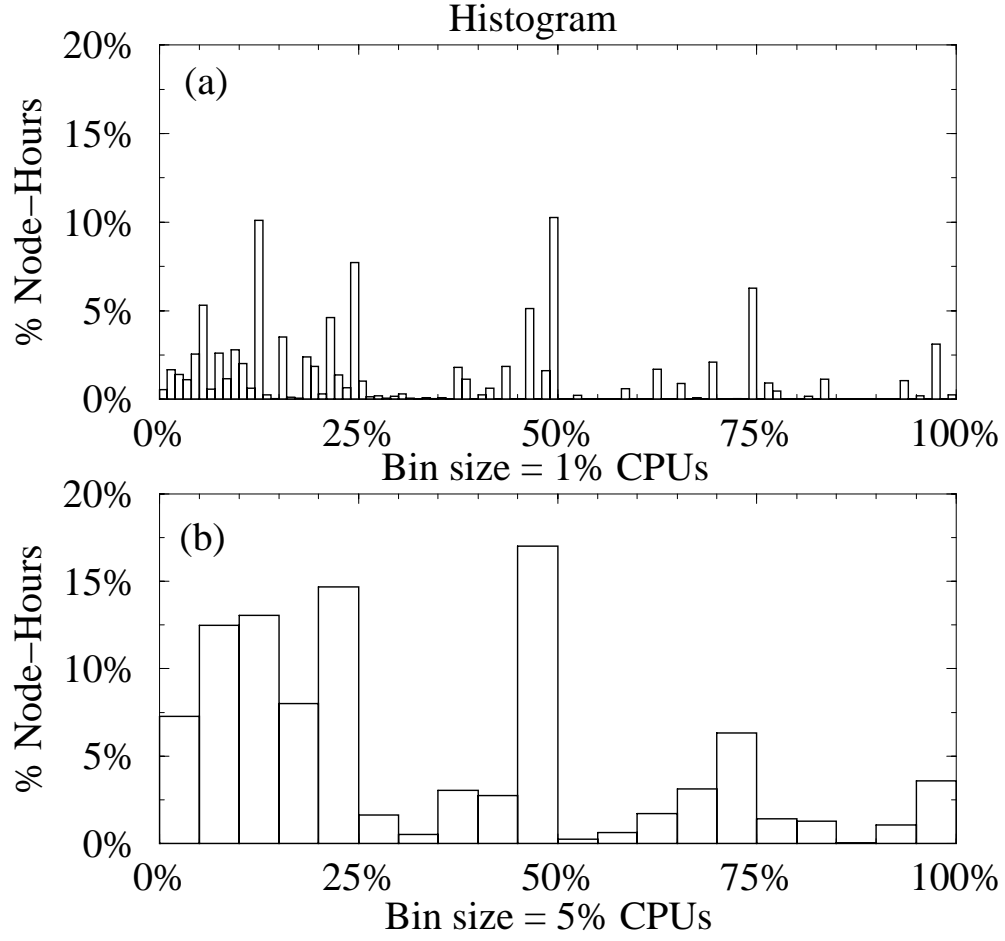 Histogram
20%
(a)
15%
% Node−Hours
10%
5%
0%
0% 25% 50% 75% 100%
Bin size = 1% CPUs
20%
(b)
15%
% Node−Hours
10%
5%
0%
0% 25% 50% 75% 100%
Bin size = 5% CPUs